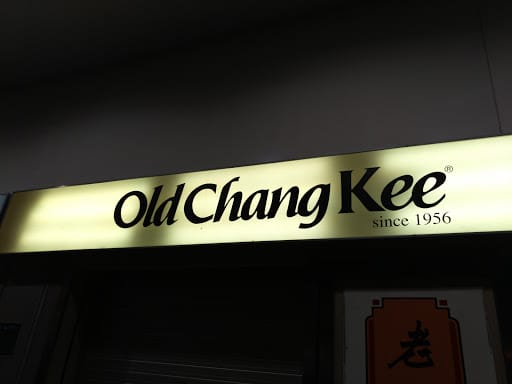 Old Chang Kee®
since 1956
老